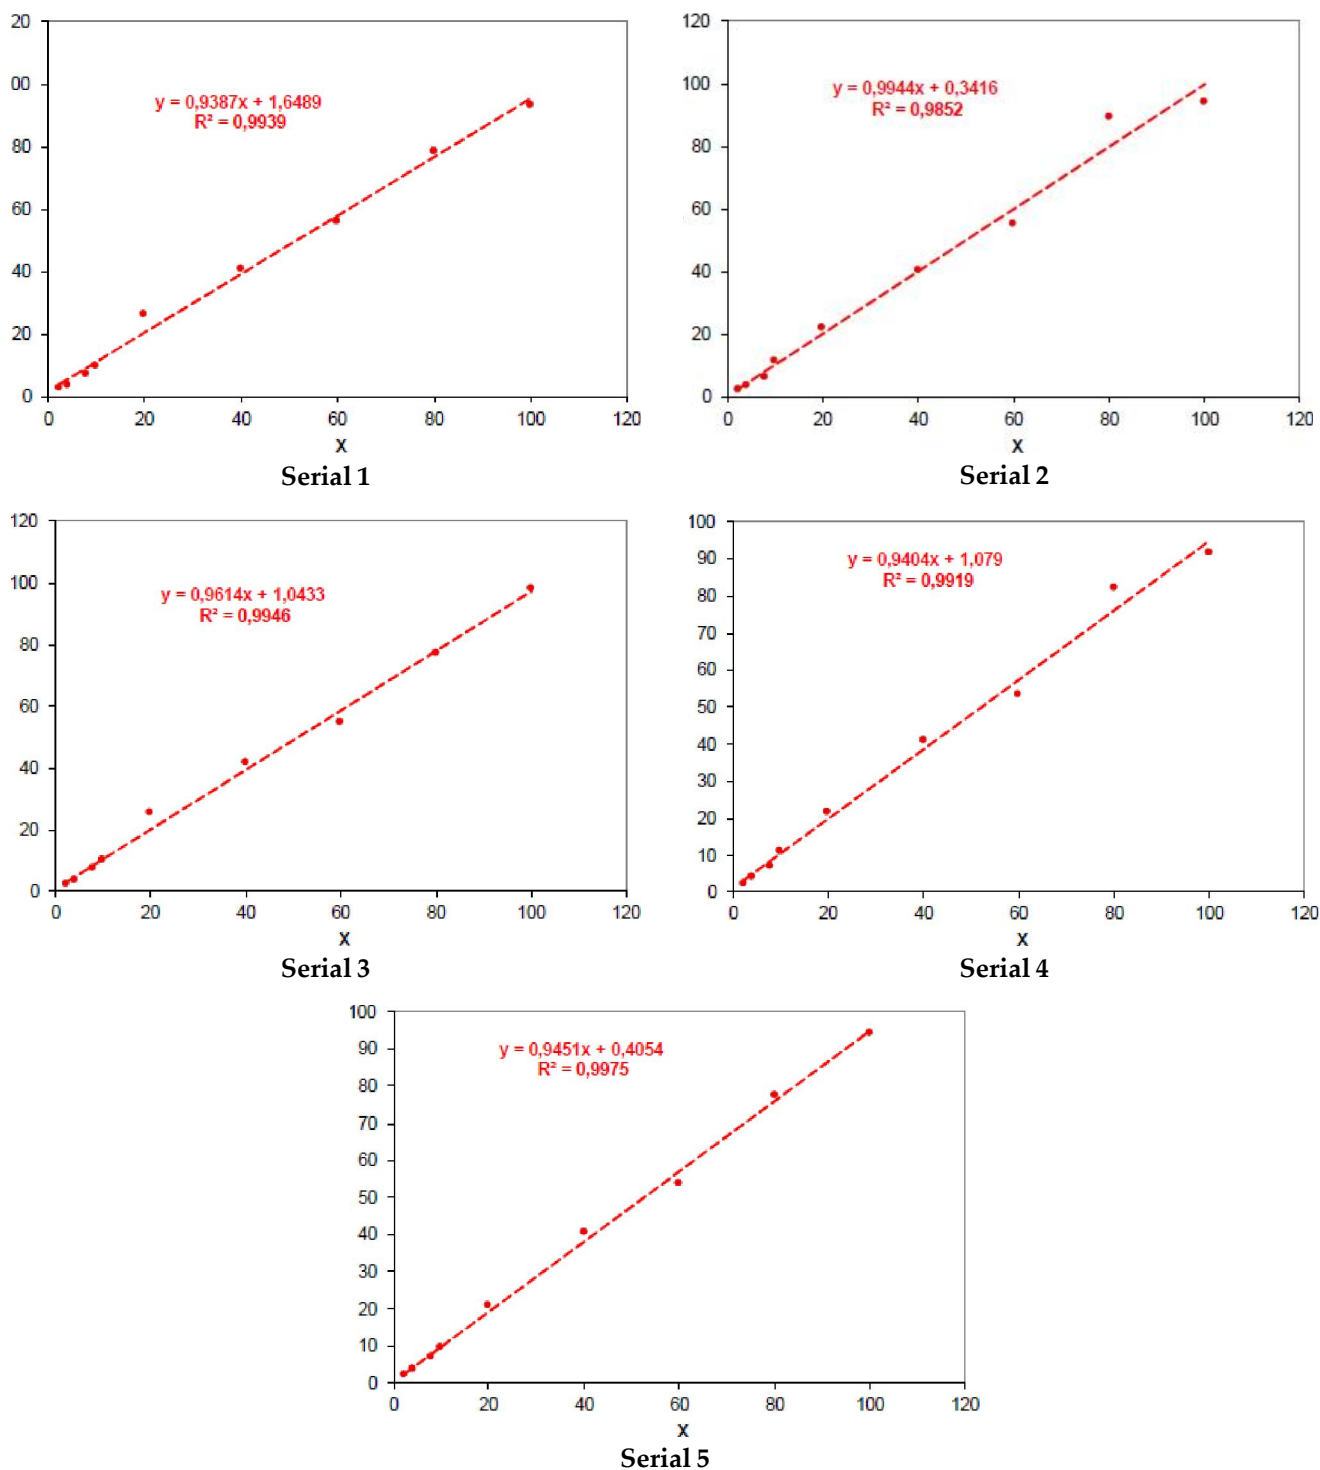 20
00
80
60
40
20
0
y = 0,9387x + 1,6489
R² = 0,9939
0 20 40 60 80 100 120
X
Serial 1
120
100
80
60
40
20
0
y = 0,9944x + 0,3416
R² = 0,9852
0 20 40 60 80 100 120
X
Serial 2
120
100
80
60
40
20
0
y = 0,9614x + 1,0433
R² = 0,9946
0 20 40 60 80 100 120
X
Serial 3
100
90
80
70
60
50
40
30
20
10
0
y = 0,9404x + 1,079
R² = 0,9919
0 20 40 60 80 100 120
X
Serial 4
100
90
80
70
60
50
40
30
20
10
0
y = 0,9451x + 0,4054
R² = 0,9975
0 20 40 60 80 100 120
X
Serial 5